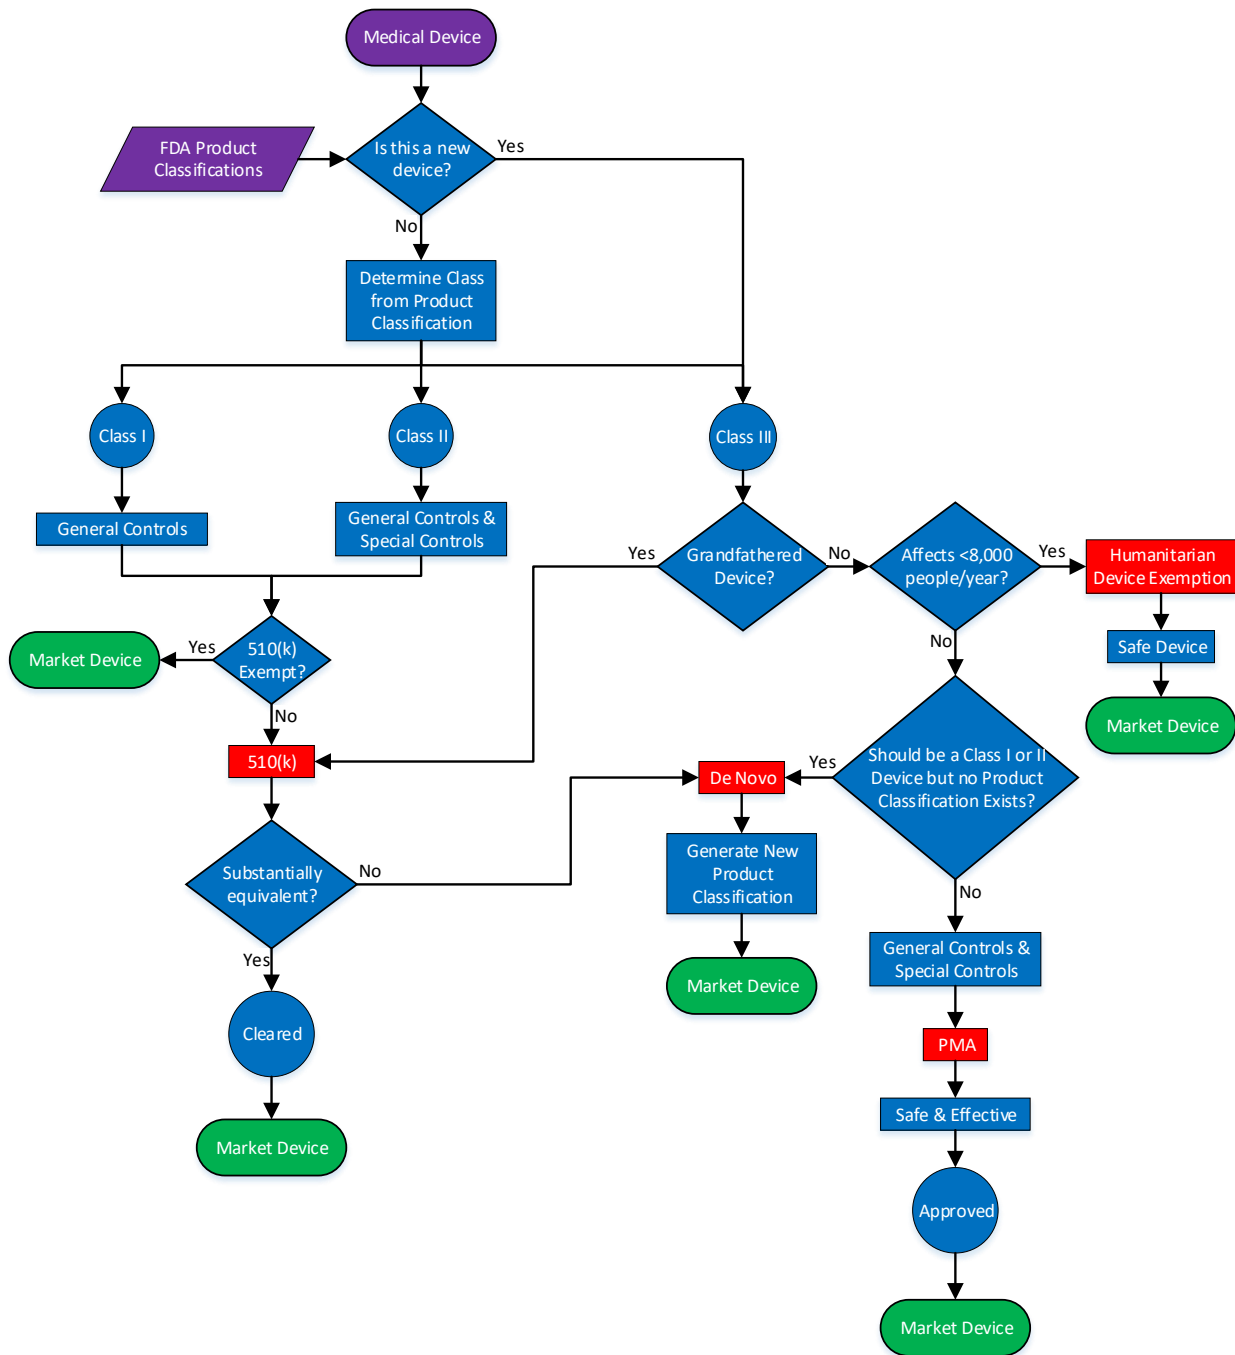 Medical Device
FDA Product
Classifications
Is this a new
device?
Yes
No
Determine Class
from Product
Classification
Class I
Class II
Class III
General Controls
General Controls &
Special Controls
Yes
Grandfathered
Device?
No
Affects <8,000
people/year?
Yes
Humanitarian
Device Exemption
Safe Device
Market Device
Market Device
Yes
510(k)
Exempt?
No
No
510(k)
De Novo
Yes
Should be a Class I or II
Device but no Product
Classification Exists?
Substantially
equivalent?
No
Generate New
Product
Classification
No
Yes
General Controls &
Special Controls
Market Device
Cleared
PMA
Safe & Effective
Market Device
Approved
Market Device